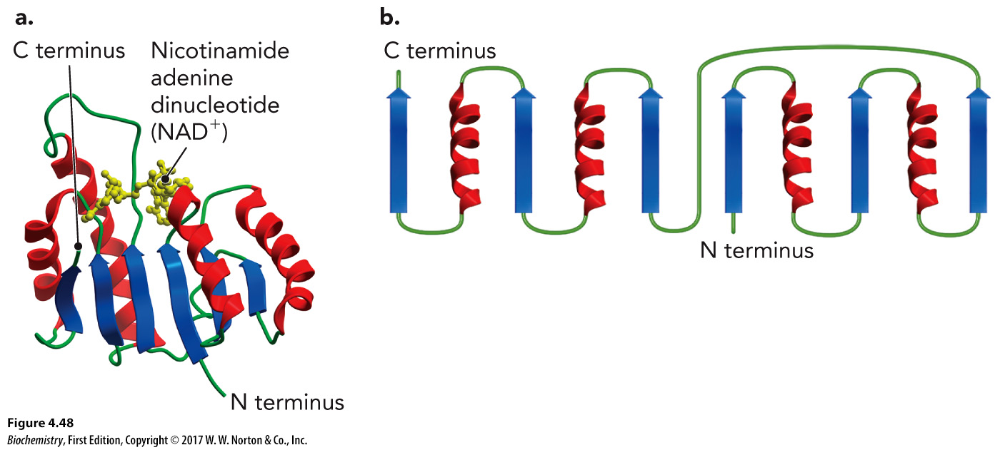 a.
C terminus
Nicotinamide
adenine
dinucleotide
(NAD+)
N terminus
b.
C terminus
N terminus
Figure 4.48
Biochemistry, First Edition, Copyright © 2017 W. W. Norton & Co., Inc.